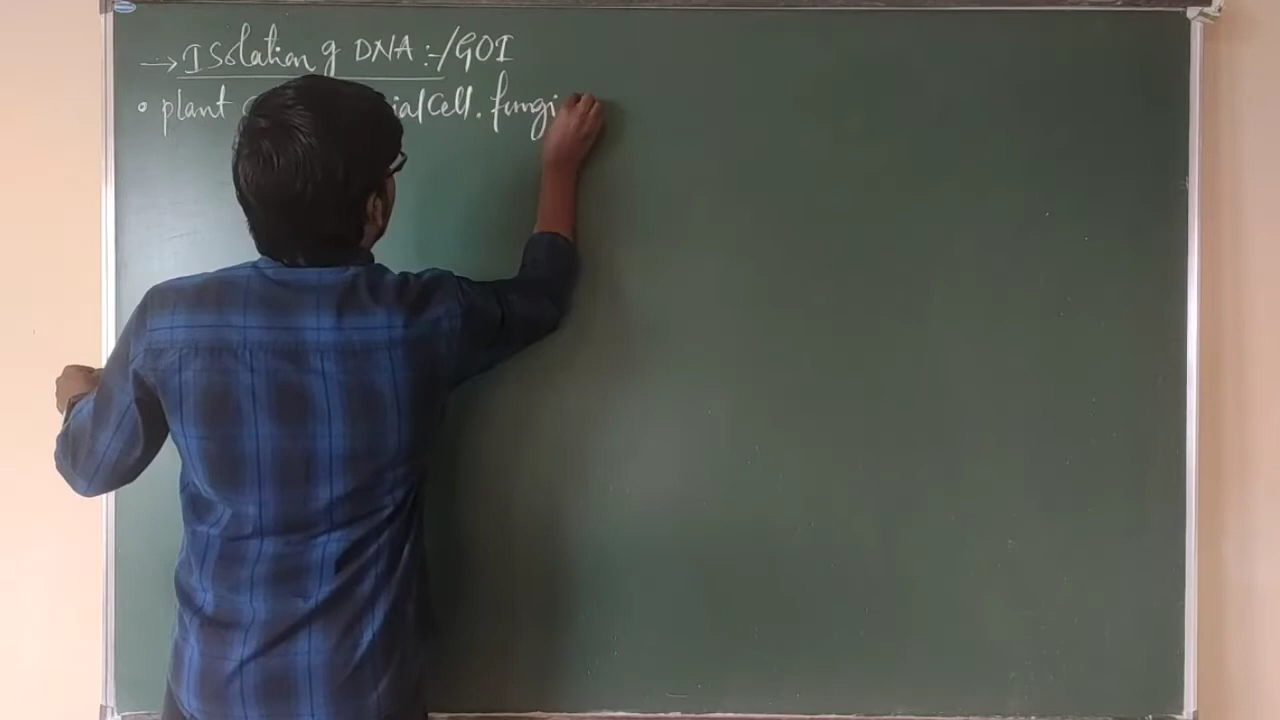 → Isolation of DNA :-/GOI
• plant ialCell. fungi